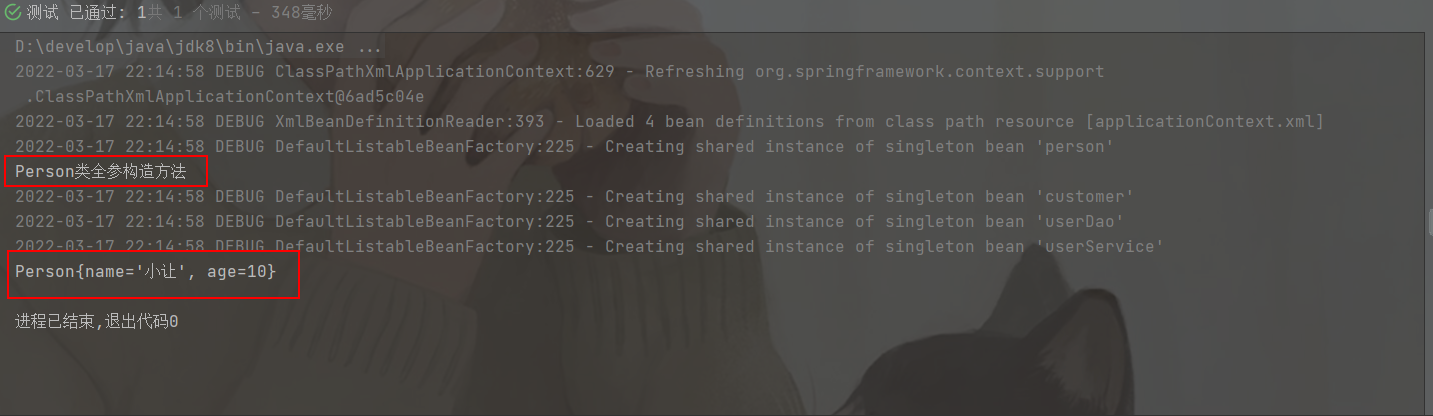 测试 已通过: 1共 1 个测试 – 348毫秒
D:\develop\java\jdk8\bin\java.exe ...
2022-03-17 22:14:58 DEBUG ClassPathXmlApplicationContext:629 - Refreshing org.springframework.context.support
.ClassPathXmlApplicationContext@6ad5c04e
2022-03-17 22:14:58 DEBUG XmlBeanDefinitionReader:393 - Loaded 4 bean definitions from class path resource [applicationContext.xml]
2022-03-17 22:14:58 DEBUG DefaultListableBeanFactory:225 - Creating shared instance of singleton bean 'person'
Person类全参构造方法
2022-03-17 22:14:58 DEBUG DefaultListableBeanFactory:225 - Creating shared instance of singleton bean 'customer'
2022-03-17 22:14:58 DEBUG DefaultListableBeanFactory:225 - Creating shared instance of singleton bean 'userDao'
2022-03-17 22:14:58 DEBUG DefaultListableBeanFactory:225 - Creating shared instance of singleton bean 'userService'
Person{name='小让', age=10}
进程已结束,退出代码0